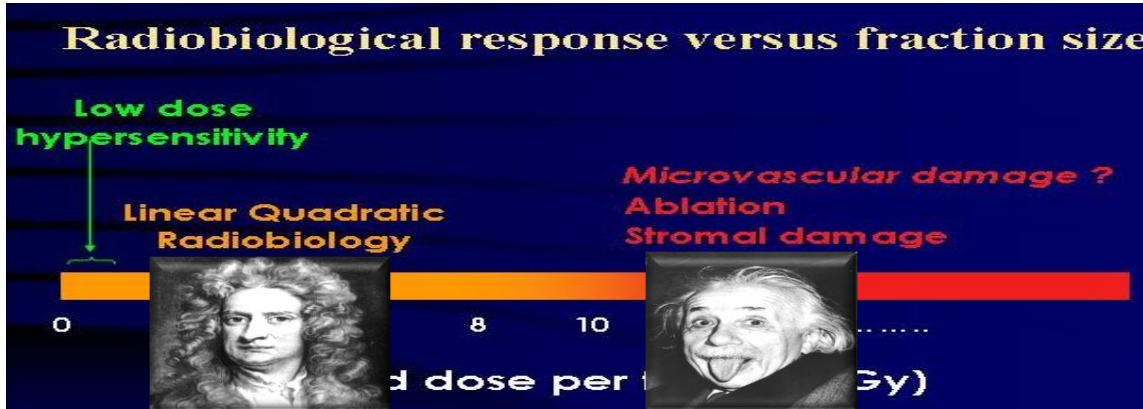 Radiobiological response versus fraction size
Low dose
hypersensitivity
Microvascular damage ?
Linear Quadratic
Ablation
Radiobiology
Stromal damage
0 8 10 .. .....
d dose per f Gy)